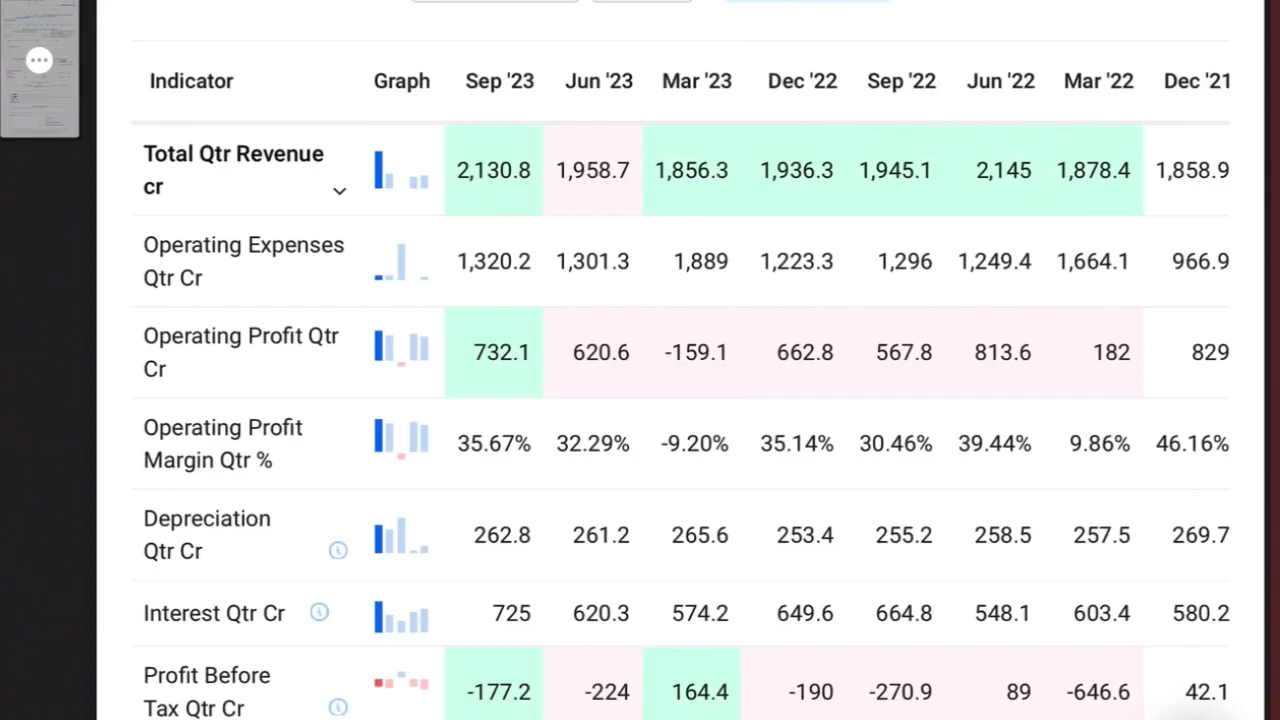 Indicator Graph Sep '23 Jun '23 Mar '23 Dec '22 Sep '22 Jun '22 Mar '22 Dec '21
Total Qtr Revenue
cr 2,130.8 1,958.7 1,856.3 1,936.3 1,945.1 2,145 1,878.4 1,858.9
Operating Expenses
Qtr Cr 1,320.2 1,301.3 1,889 1,223.3 1,296 1,249.4 1,664.1 966.9
Operating Profit Qtr
Cr 732.1 620.6 -159.1 662.8 567.8 813.6 182 829
Operating Profit
Margin Qtr % 35.67% 32.29% -9.20% 35.14% 30.46% 39.44% 9.86% 46.16%
Depreciation
Qtr Cr 262.8 261.2 265.6 253.4 255.2 258.5 257.5 269.7
Interest Qtr Cr 725 620.3 574.2 649.6 664.8 548.1 603.4 580.2
Profit Before
Tax Qtr Cr -177.2 -224 164.4 -190 -270.9 89 -646.6 42.1